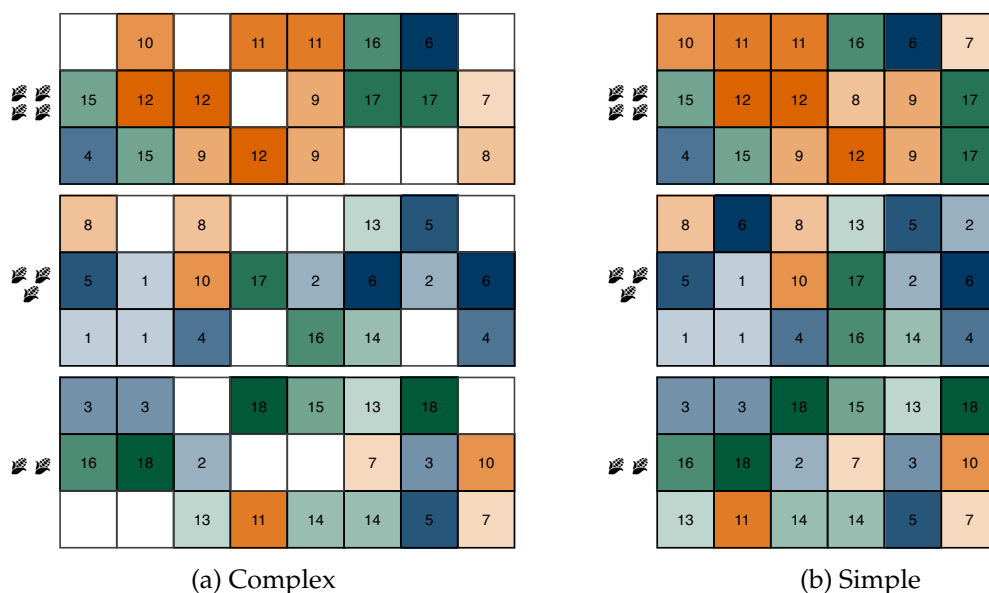 10 11 11 16 6
15 12 12 9 17 17 7
4 15 9 12 9 8
8 8 13 5
5 1 10 17 2 6 2 6
1 1 4 16 14 4
3 3 18 15 13 18
16 18 2 7 3 10
13 11 14 14 5 7
(a) Complex
10 11 11 16 6 7
15 12 12 8 9 17
4 15 9 12 9 17
8 6 8 13 5 2
5 1 10 17 2 6
1 1 4 16 14 4
3 3 18 15 13 18
16 18 2 7 3 10
13 11 14 14 5 7
(b) Simple